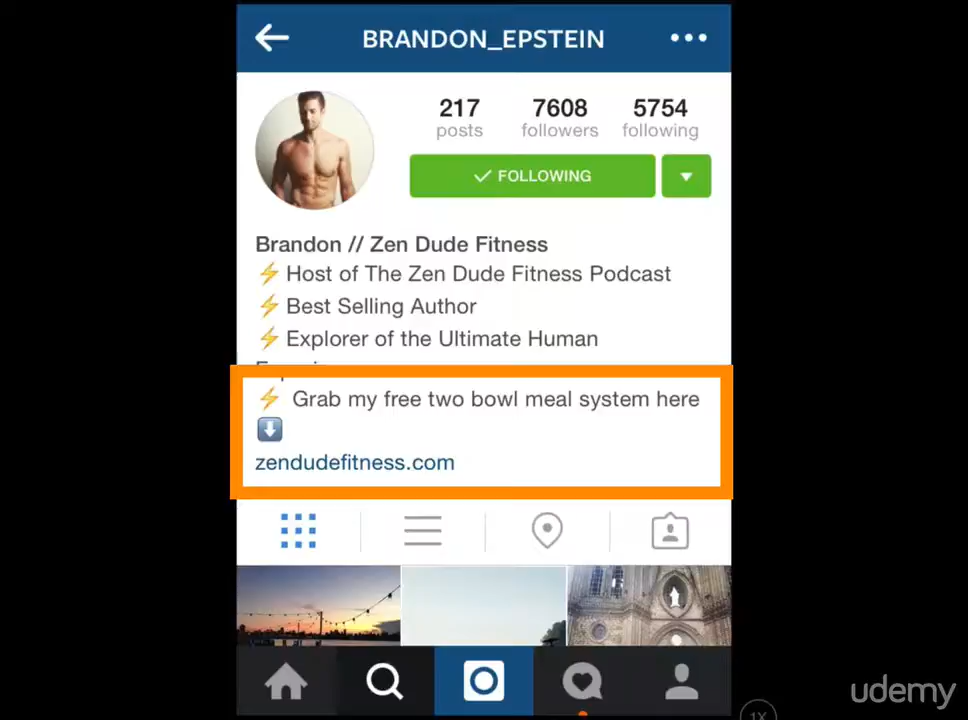 BRANDON_EPSTEIN
217 7608 5754
posts followers following
FOLLOWING
Brandon // Zen Dude Fitness
⚡ Host of The Zen Dude Fitness Podcast
⚡ Best Selling Author
⚡ Explorer of the Ultimate Human
⚡ Grab my free two bowl meal system here
⬇️
zendudefitness.com
udemy
1X